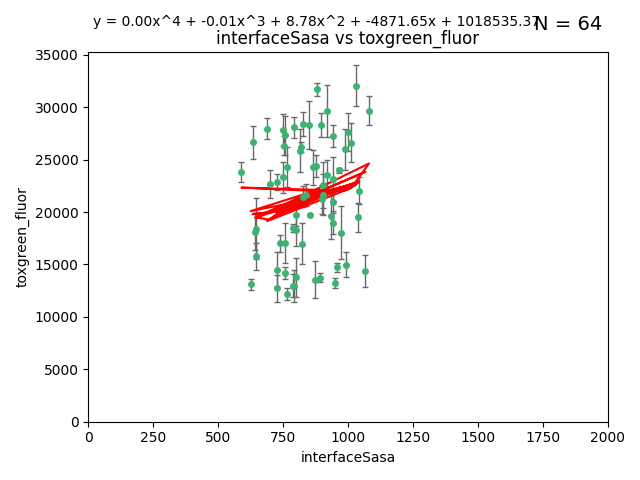 y = 0.00x^4 + -0.01x^3 + 8.78x^2 + -4871.65x + 1018535.37
N = 64
interfaceSasa vs toxgreen_fluor
35000
30000
25000
20000
15000
10000
5000
0
toxgreen_fluor
0 250 500 750 1000 1250 1500 1750 2000
interfaceSasa